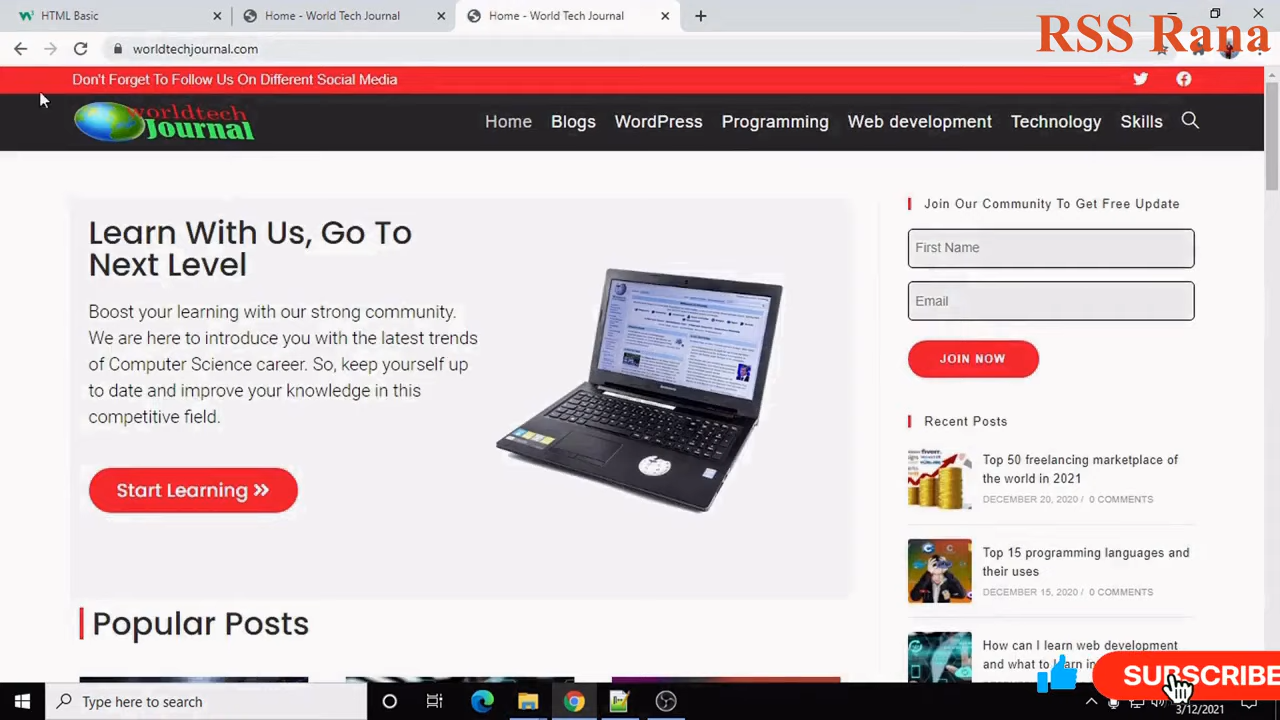 HTML Basic
Home - World Tech Journal
Home - World Tech Journal
RSS Rana
worldtechjournal.com
Don't Forget To Follow Us On Different Social Media
worldtech
Journal
Home
Blogs
WordPress
Programming
Web development
Technology
Skills
Learn With Us, Go To
Next Level
Boost your learning with our strong community.
We are here to introduce you with the latest trends
of Computer Science career. So, keep yourself up
to date and improve your knowledge in this
competitive field.
Start Learning
Join Our Community To Get Free Update
First Name
Email
JOIN NOW
Recent Posts
Top 50 freelancing marketplace of
the world in 2021
DECEMBER 20, 2020 / 0 COMMENTS
Top 15 programming languages and
their uses
DECEMBER 15, 2020 / 0 COMMENTS
How can I learn web development
and what to learn in
Popular Posts
SUBSCRIBE
Type here to search
3/12/2021